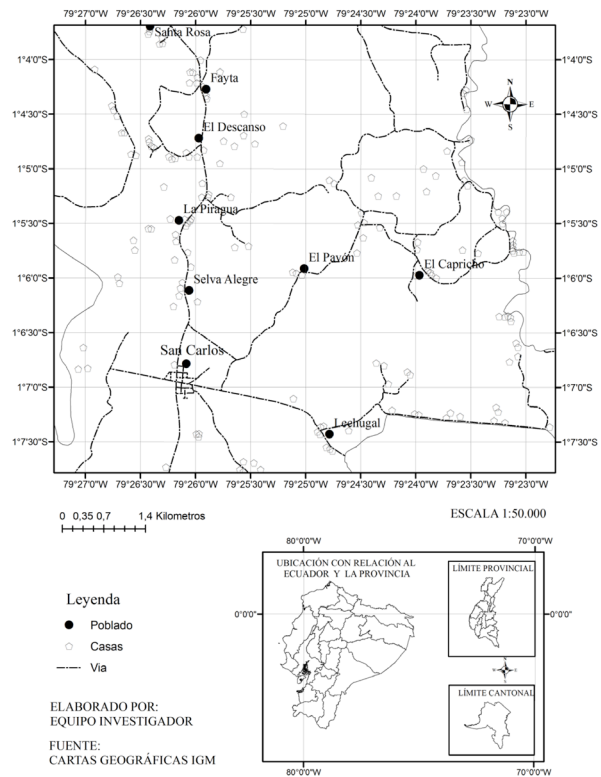 79°27'0"W 79°26'30"W 79°26'0"W 79°25'30"W 79°25'0"W 79°24'30"W 79°24'0"W 79°23'30"W 79°23'0"W
Santa Rosa
1°4'0"S 1°4'0"S
Fayta
N
W E
S
1°4'30"S 1°4'30"S
El Descanso
1°5'0"S 1°5'0"S
La Piragua
1°5'30"S 1°5'30"S
El Pavón
El Capricho
1°6'0"S 1°6'0"S
Selva Alegre
1°6'30"S 1°6'30"S
San Carlos
1°7'0"S 1°7'0"S
Lechugal
1°7'30"S 1°7'30"S
79°27'0"W 79°26'30"W 79°26'0"W 79°25'30"W 79°25'0"W 79°24'30"W 79°24'0"W 79°23'30"W 79°23'0"W
0 0,35 0,7 1,4 Kilometros
ESCALA 1:50.000
80°0'0"W 70°0'0"W
UBICACIÓN CON RELACIÓN AL
ECUADOR Y LA PROVINCIA
LÍMITE PROVINCIAL
0°0'0" 0°0'0"
LÍMITE CANTONAL
80°0'0"W 70°0'0"W
Leyenda
Poblado
Casas
Via
ELABORADO POR:
EQUIPO INVESTIGADOR
FUENTE:
CARTAS GEOGRÁFICAS IGM